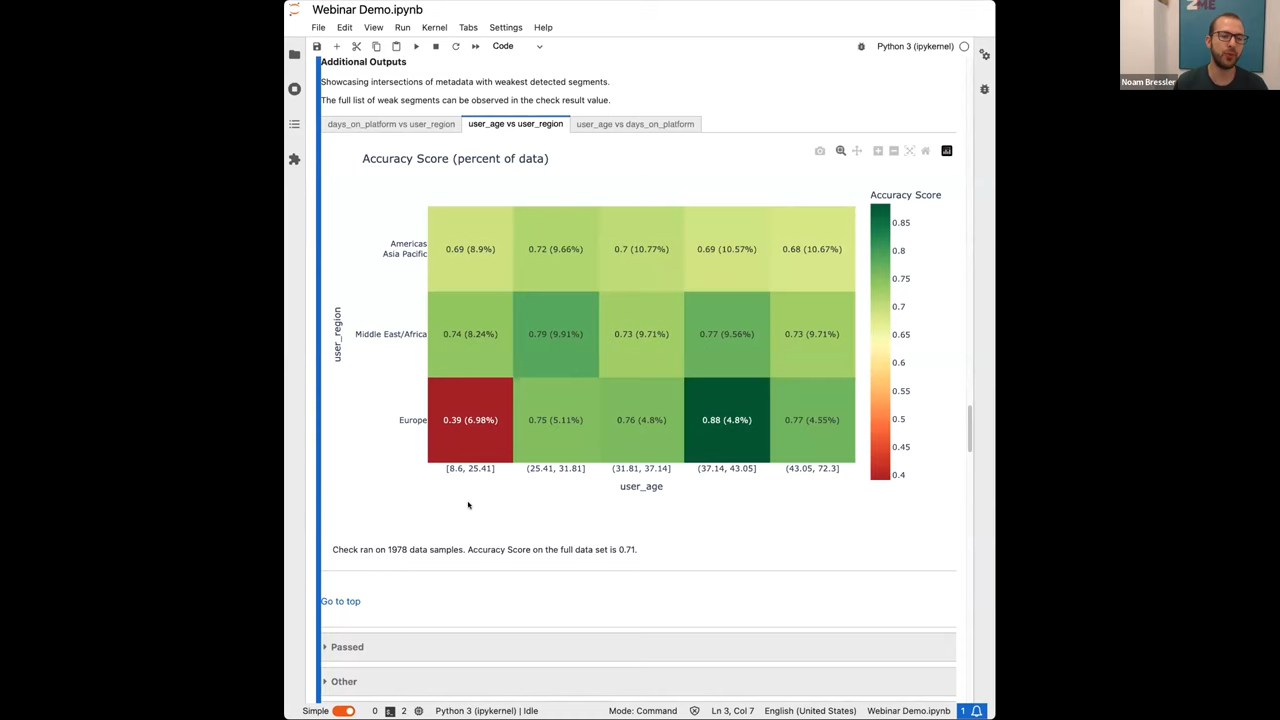 Webinar Demo.ipynb
File Edit View Run Kernel Tabs Settings Help
Code
Python 3 (ipykernel)
Additional Outputs
Showcasing intersections of metadata with weakest detected segments.
The full list of weak segments can be observed in the check result value.
days_on_platform vs user_region user_age vs user_region user_age vs days_on_platform
Accuracy Score (percent of data)
Accuracy Score
0.85
0.8
0.75
0.7
0.65
0.6
0.55
0.5
0.45
0.4
user_region
Americas
Asia Pacific
0.69 (8.9%) 0.72 (9.66%) 0.7 (10.77%) 0.69 (10.57%) 0.68 (10.67%)
Middle East/Africa 0.74 (8.24%) 0.79 (9.91%) 0.73 (9.71%) 0.77 (9.56%) 0.73 (9.71%)
Europe 0.39 (6.98%) 0.75 (5.11%) 0.76 (4.8%) 0.88 (4.8%) 0.77 (4.55%)
[8.6, 25.41] (25.41, 31.81] (31.81, 37.14] (37.14, 43.05] (43.05, 72.3]
user_age
Check ran on 1978 data samples. Accuracy Score on the full data set is 0.71.
Go to top
Passed
Other
Simple 0 2 Python 3 (ipykernel) | Idle Mode: Command Ln 3, Col 7 English (United States) Webinar Demo.ipynb 1
Noam Bressler